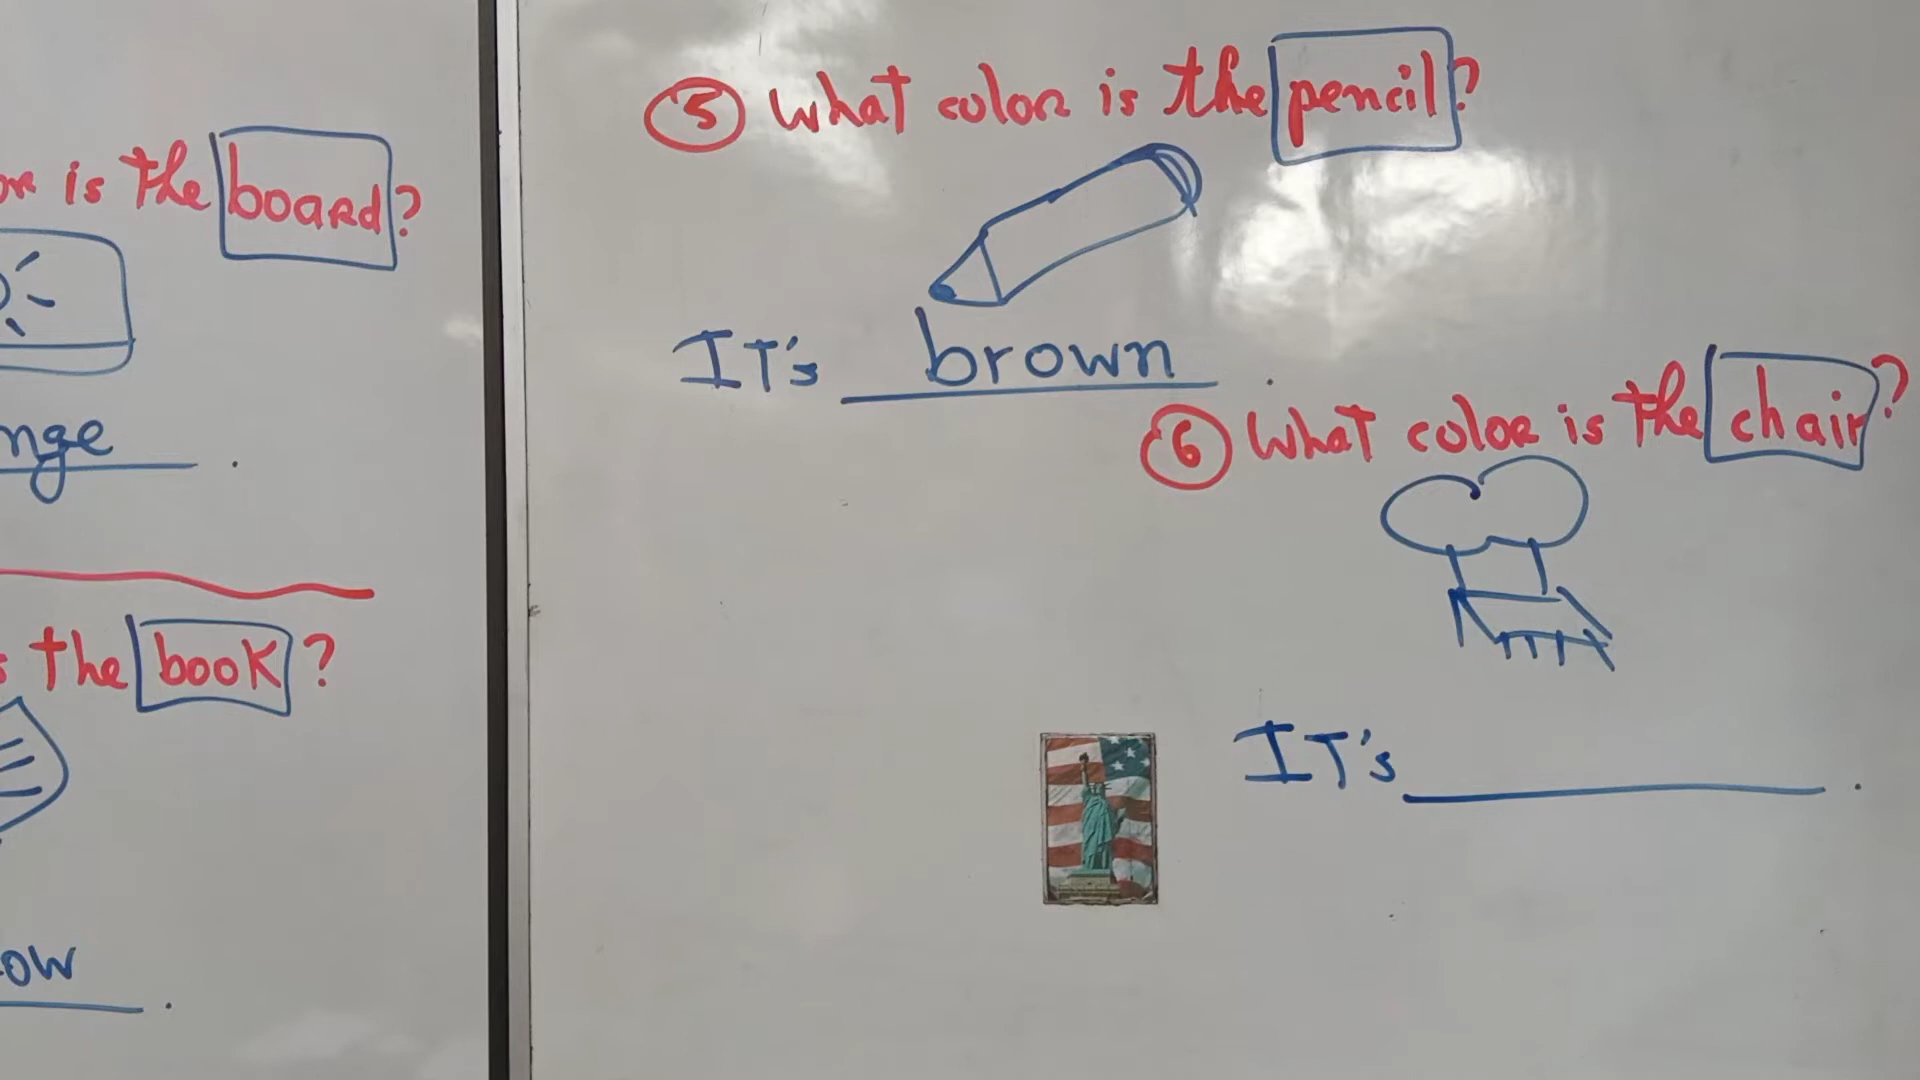 is the board?
nge .
the book?
ow .
5 What color is the pencil?
IT's brown .
6 What color is the chair?
IT's .